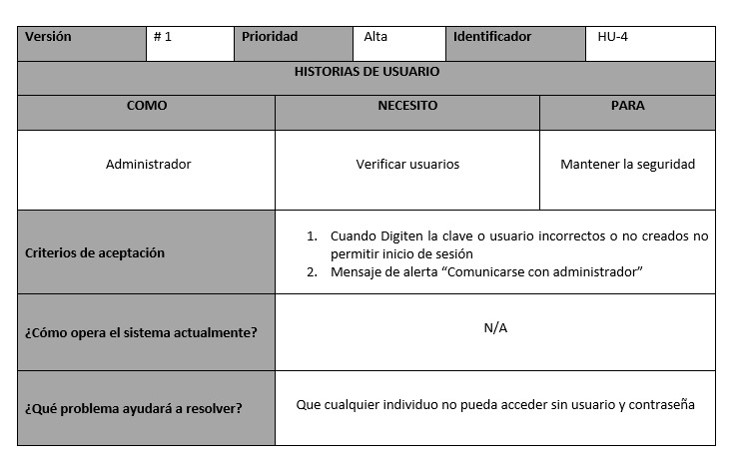 Versión # 1 Prioridad Alta Identificador HU-4
HISTORIAS DE USUARIO
COMO NECESITO PARA
Administrador Verificar usuarios Mantener la seguridad
Criterios de aceptación
1. Cuando Digiten la clave o usuario incorrectos o no creados no
permitir inicio de sesión
2. Mensaje de alerta “Comunicarse con administrador”
¿Cómo opera el sistema actualmente?
N/A
¿Qué problema ayudará a resolver?
Que cualquier individuo no pueda acceder sin usuario y contraseña